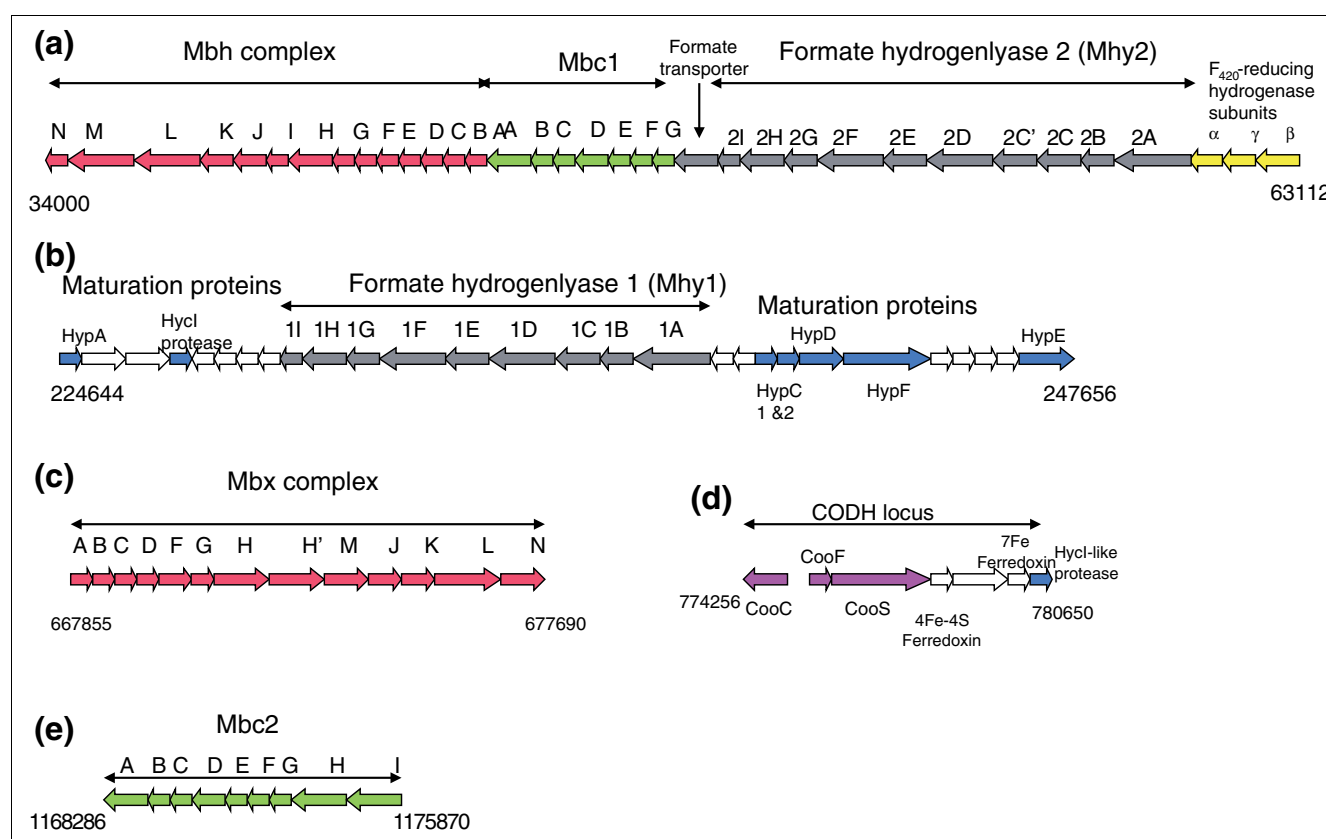 (a)
Mbh complex
Mbc1
Formate
transporter
Formate hydrogenlyase 2 (Mhy2)
F420-reducing
hydrogenase
subunits
α γ β
N M L K J I H G F E D C B A
A B C D E F G
2I 2H 2G 2F 2E 2D 2C' 2C 2B 2A
34000
63112
(b)
Maturation proteins
Formate hydrogenlyase 1 (Mhy1)
Maturation proteins
HypA
HycI
protease
1I 1H 1G 1F 1E 1D 1C 1B 1A
HypD
HypE
224644
HypC
1 &2
HypF
247656
(c)
Mbx complex
A B C D F G H H' M J K L N
667855
677690
(d)
CODH locus
CooF
7Fe
Ferredoxin
HycI-like
protease
774256
CooC
CooS
4Fe-4S
Ferredoxin
780650
(e)
Mbc2
A B C D E F G H I
1168286
1175870